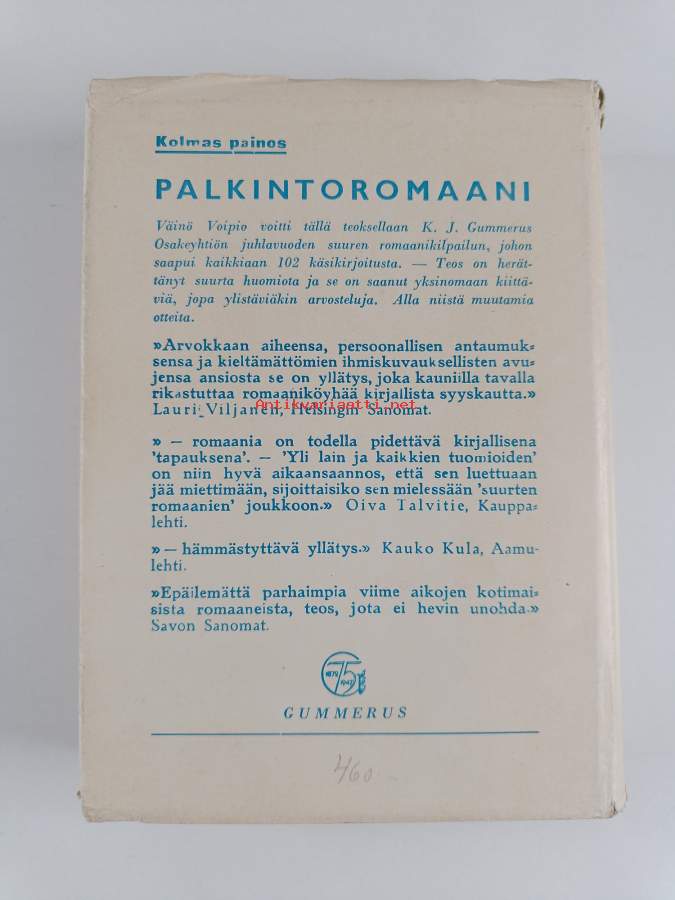 Kolmas painos
PALKINTOROMAANI
Väinö Voipio voitti tällä teoksellaan K. J. Gummerus
Osakeyhtiön juhlavuoden suuren romaanikilpailun, johon
saapui kaikkiaan 102 käsikirjoitusta. — Teos on herät-
tänyt suurta huomiota ja se on saanut yksinomaan kiittä-
viä, jopa ylistäviäkin arvosteluja. Alla niistä muutamia
otteita.
»Arvokkaan aiheensa, persoonallisen antaumuk-
sensa ja kieltämättömien ihmiskuvauksellisten avu-
jensa ansiosta se on yllätys, joka kauniilla tavalla
rikastuttaa romaaniköyhää kirjallista syyskautta.»
Lauri Viljanen, Helsingin Sanomat.
Antikvariaatti.net
» — romaania on todella pidettävä kirjallisena
'tapauksena'. — 'Yli lain ja kaikkien tuomioiden'
on niin hyvä aikaansaannos, että sen luettuaan
jää miettimään, sijoittaisiko sen mielessään 'suurten
romaanien' joukkoon.» Oiva Talvitie, Kauppa-
lehti.
» — hämmästyttävä yllätys.» Kauko Kula, Aamu-
lehti.
»Epäilemättä parhaimpia viime aikojen kotimai-
sista romaaneista, teos, jota ei hevin unohda.»
Savon Sanomat.
1872 75 1947
GUMMERUS
460